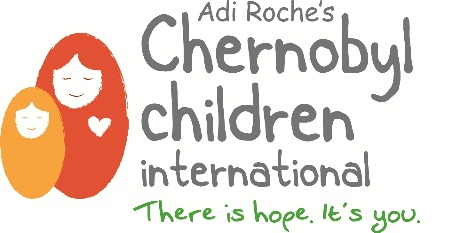 Adi Roche's
Chernobyl
children
international
There is hope. It's you.